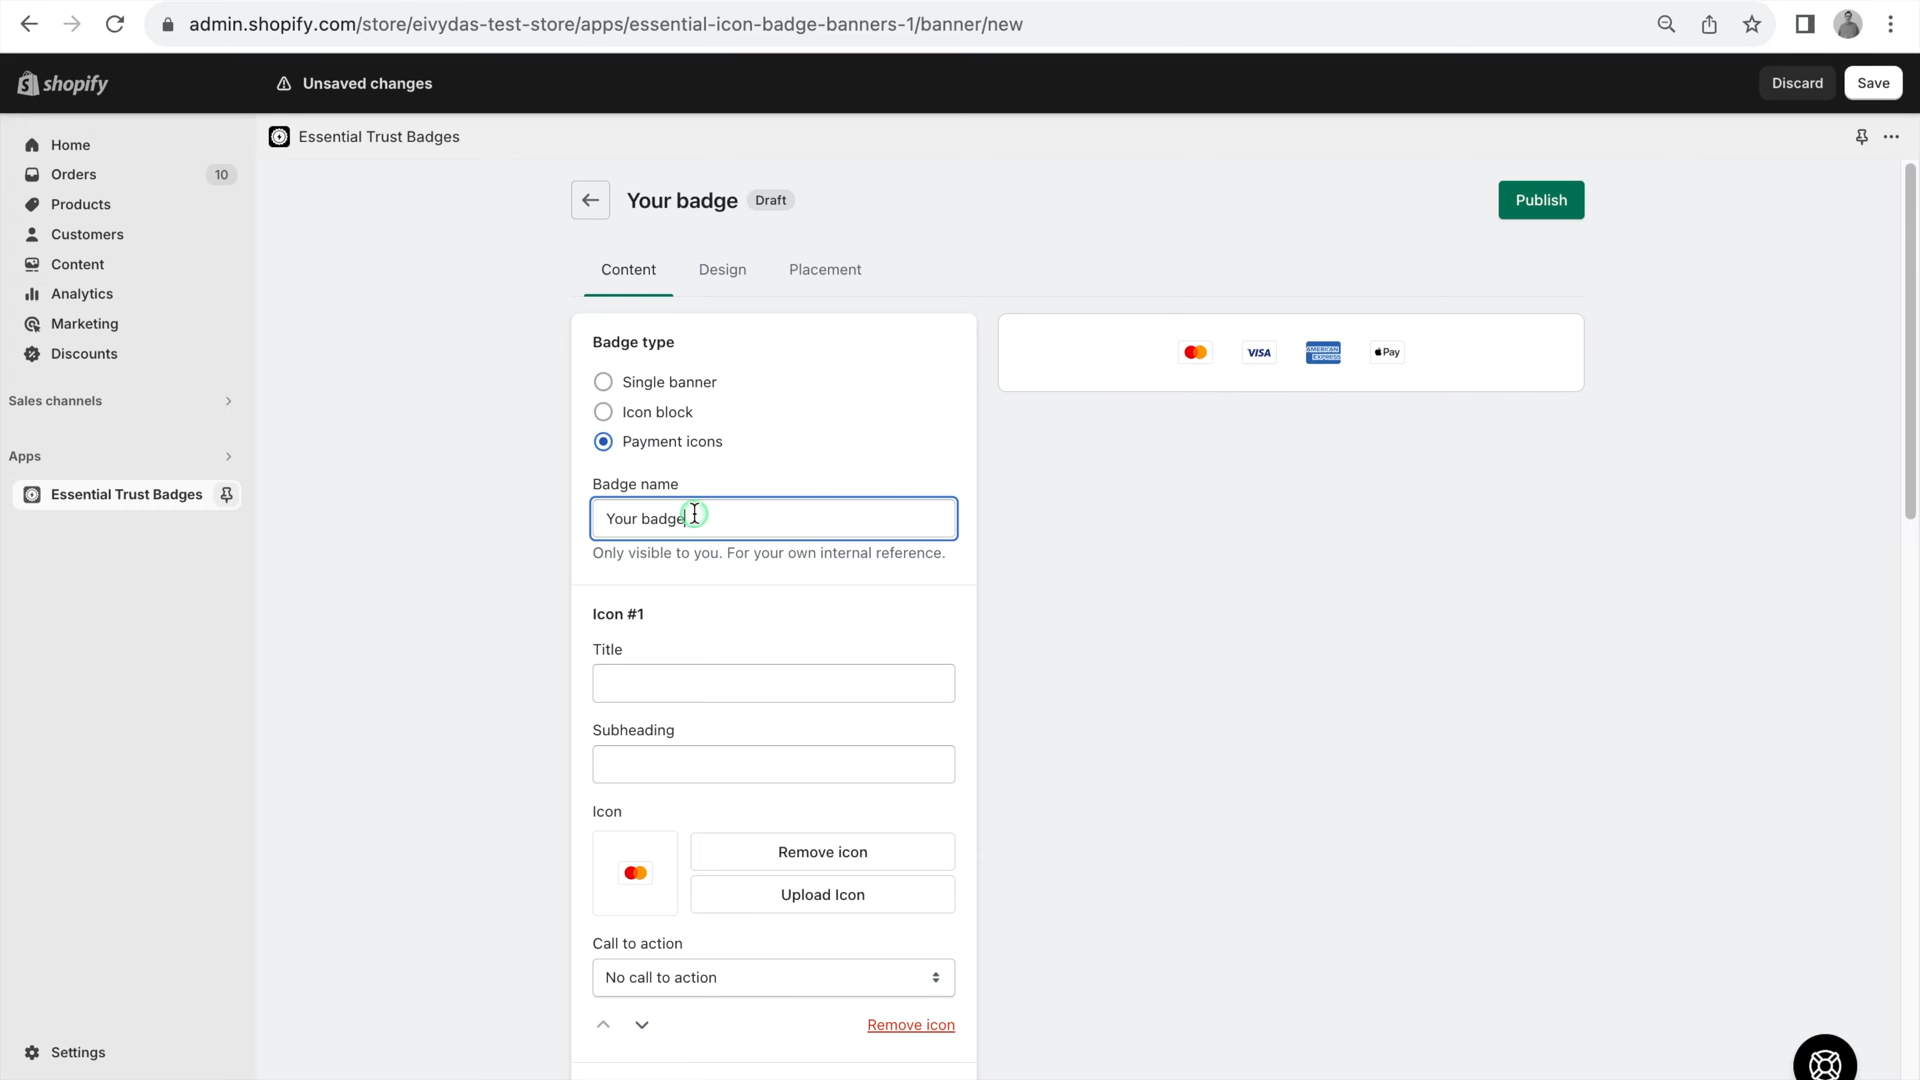 admin.shopify.com/store/eivydas-test-store/apps/essential-icon-badge-banners-1/banner/new
shopify
Unsaved changes
Discard
Save
Home
Orders
10
Products
Customers
Content
Analytics
Marketing
Discounts
Sales channels
Apps
Essential Trust Badges
Settings
Essential Trust Badges
Your badge
Draft
Publish
Content
Design
Placement
Badge type
Single banner
Icon block
Payment icons
Badge name
Your badge
Only visible to you. For your own internal reference.
Icon #1
Title
Subheading
Icon
Remove icon
Upload Icon
Call to action
No call to action
Remove icon
VISA
AMERICAN
EXPRESS
Pay